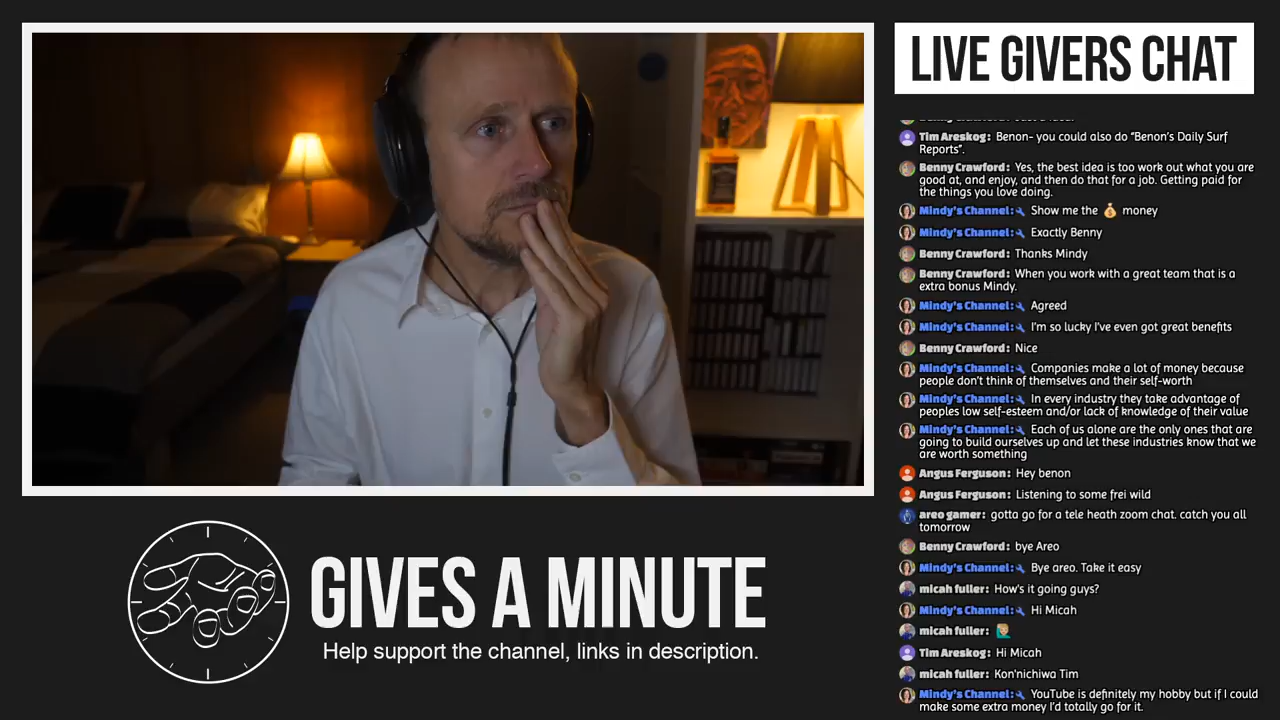 LIVE GIVERS CHAT
Tim Areskog: Benon- you could also do "Benon's Daily Surf
Reports".
Benny Crawford: Yes, the best idea is too work out what you are
good at, and enjoy, and then do that for a job. Getting paid for
the things you love doing.
Mindy's Channel: Show me the 💰 money
Mindy's Channel: Exactly Benny
Benny Crawford: Thanks Mindy
Benny Crawford: When you work with a great team that is a
extra bonus Mindy.
Mindy's Channel: Agreed
Mindy's Channel: I'm so lucky I've even got great benefits
Benny Crawford: Nice
Mindy's Channel: Companies make a lot of money because
people don't think of themselves and their self-worth
Mindy's Channel: In every industry they take advantage of
peoples low self-esteem and/or lack of knowledge of their value
Mindy's Channel: Each of us alone are the only ones that are
going to build ourselves up and let these industries know that we
are worth something
Angus Ferguson: Hey benon
Angus Ferguson: Listening to some frei wild
areo gamer: gotta go for a tele heath zoom chat. catch you all
tomorrow
Benny Crawford: bye Areo
Mindy's Channel: Bye areo. Take it easy
micah fuller: How's it going guys?
Mindy's Channel: Hi Micah
micah fuller: 🙋🏼‍♂️
Tim Areskog: Hi Micah
micah fuller: Kon'nichiwa Tim
Mindy's Channel: YouTube is definitely my hobby but if I could
make some extra money I'd totally go for it.
GIVES A MINUTE
Help support the channel, links in description.